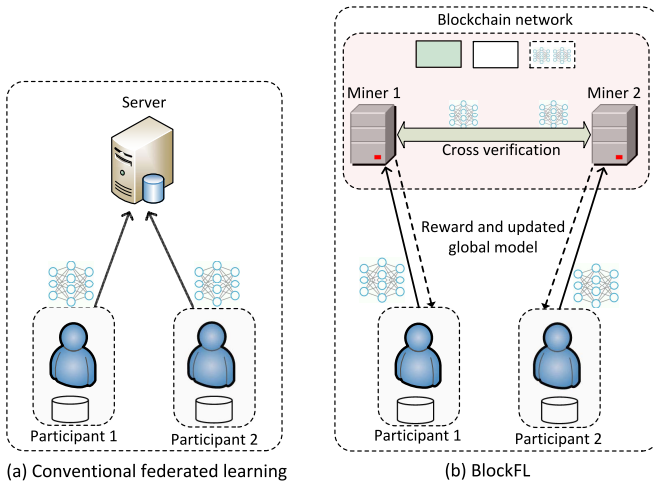 Server
Participant 1
Participant 2
(a) Conventional federated learning
Blockchain network
Miner 1
Miner 2
Cross verification
Reward and updated
global model
Participant 1
Participant 2
(b) BlockFL